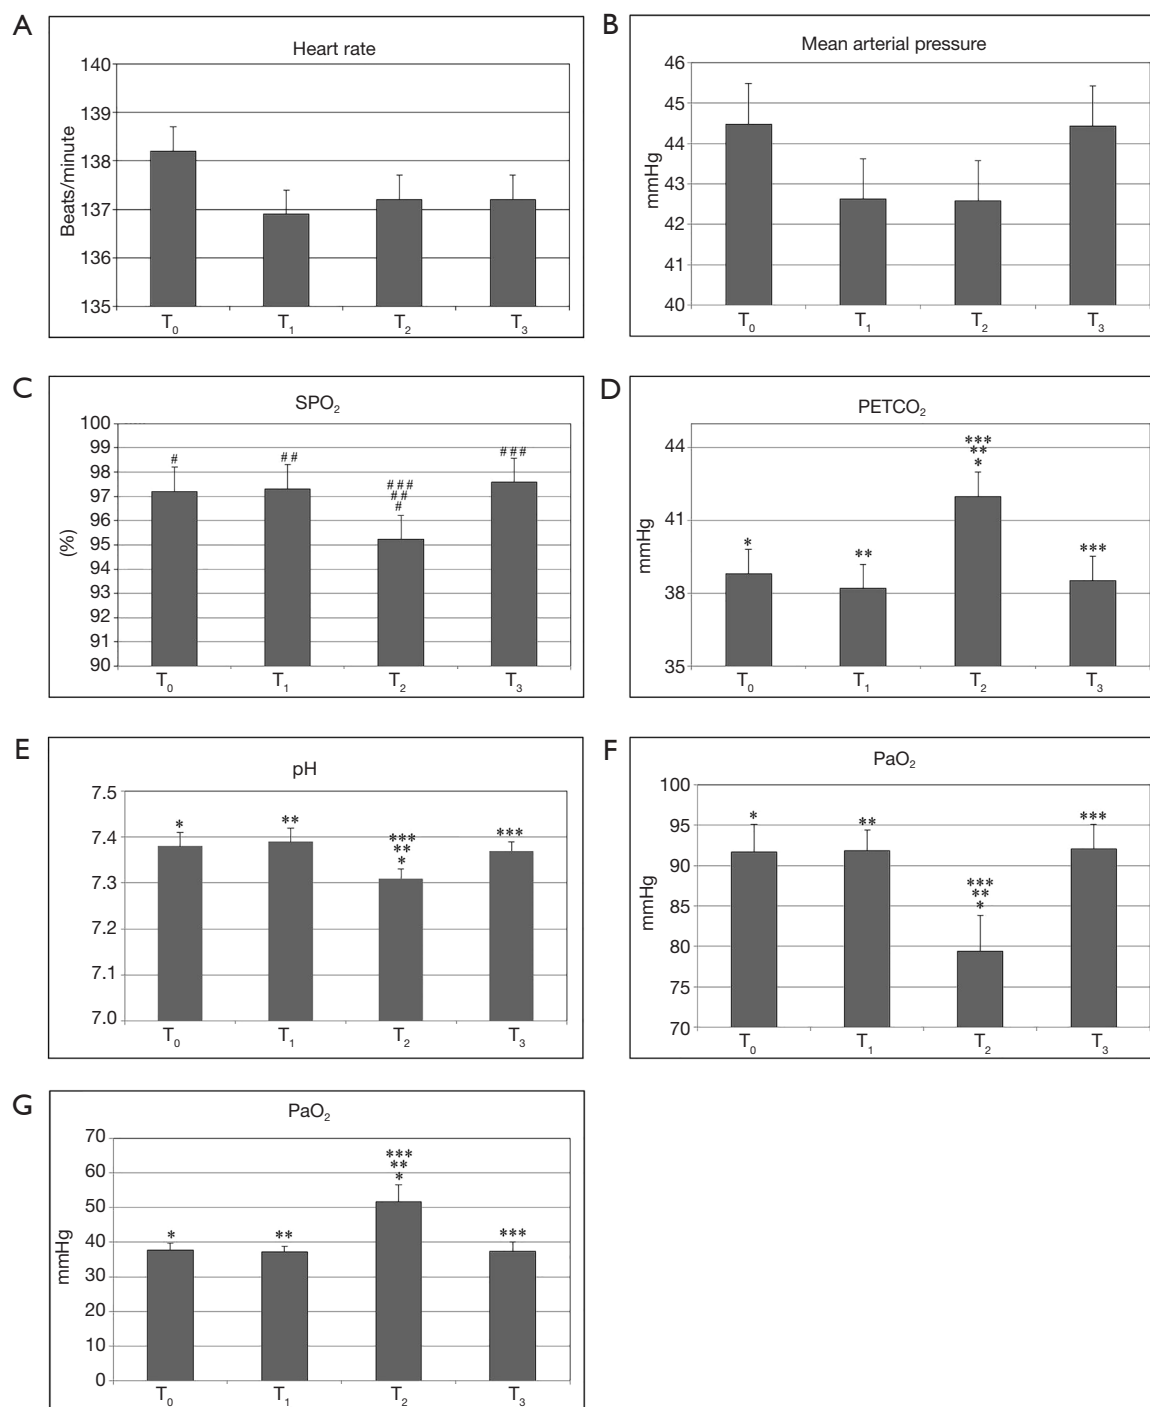 A
Heart rate
Beats/minute
140
139
138
137
136
135
T₀ T₁ T₂ T₃
B
Mean arterial pressure
mmHg
46
45
44
43
42
41
40
T₀ T₁ T₂ T₃
C
SPO₂
(%)
100
99
98
97
96
95
94
93
92
91
90
# ## ### ## # ###
T₀ T₁ T₂ T₃
D
PETCO₂
mmHg
44
41
38
35
* ** *** ** * ***
T₀ T₁ T₂ T₃
E
pH
7.5
7.4
7.3
7.2
7.1
7.0
* ** *** ** * ***
T₀ T₁ T₂ T₃
F
PaO₂
mmHg
100
95
90
85
80
75
70
* ** *** ** * ***
T₀ T₁ T₂ T₃
G
PaO₂
mmHg
70
60
50
40
30
20
10
0
* ** *** ** * ***
T₀ T₁ T₂ T₃